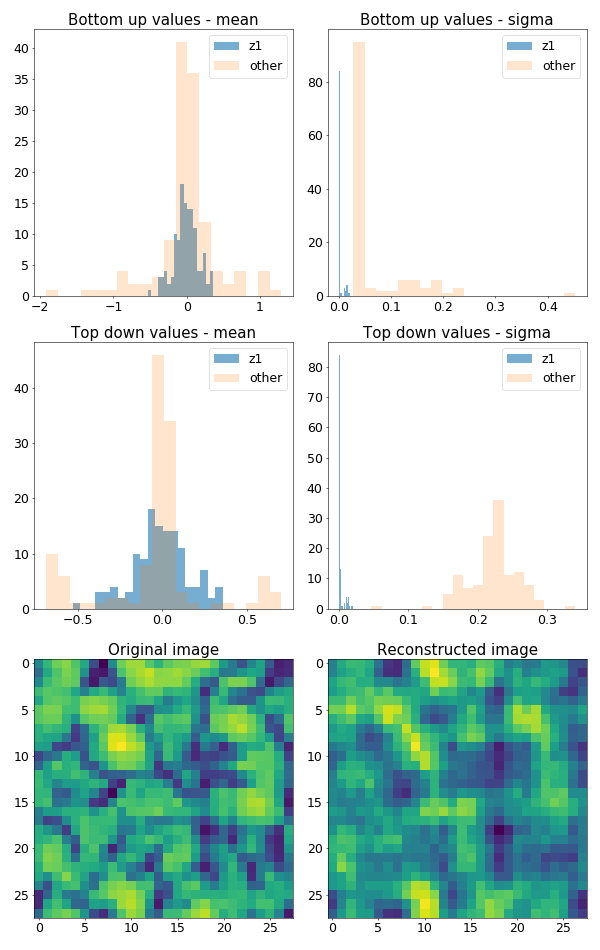 Bottom up values - mean
z1
other
40
35
30
25
20
15
10
5
0
−2 −1 0 1
Bottom up values - sigma
z1
other
80
60
40
20
0
0.0 0.1 0.2 0.3 0.4
Top down values - mean
z1
other
40
30
20
10
0
−0.5 0.0 0.5
Top down values - sigma
z1
other
80
70
60
50
40
30
20
10
0
0.0 0.1 0.2 0.3
Original image
0
5
10
15
20
25
0 5 10 15 20 25
Reconstructed image
0
5
10
15
20
25
0 5 10 15 20 25